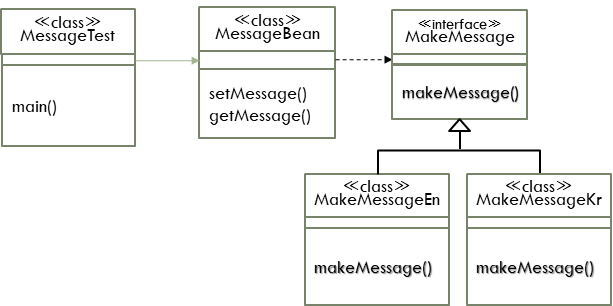 ≪class≫
MessageTest
main()
≪class≫
MessageBean
setMessage()
getMessage()
≪interface≫
MakeMessage
makeMessage()
≪class≫
MakeMessageEn
makeMessage()
≪class≫
MakeMessageKr
makeMessage()